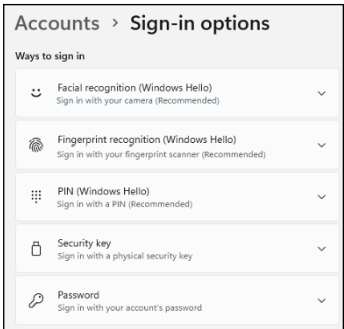 Accounts > Sign-in options
Ways to sign in
Facial recognition (Windows Hello)
Sign in with your camera (Recommended)
Fingerprint recognition (Windows Hello)
Sign in with your fingerprint scanner (Recommended)
PIN (Windows Hello)
Sign in with a PIN (Recommended)
Security key
Sign in with a physical security key
Password
Sign in with your account's password